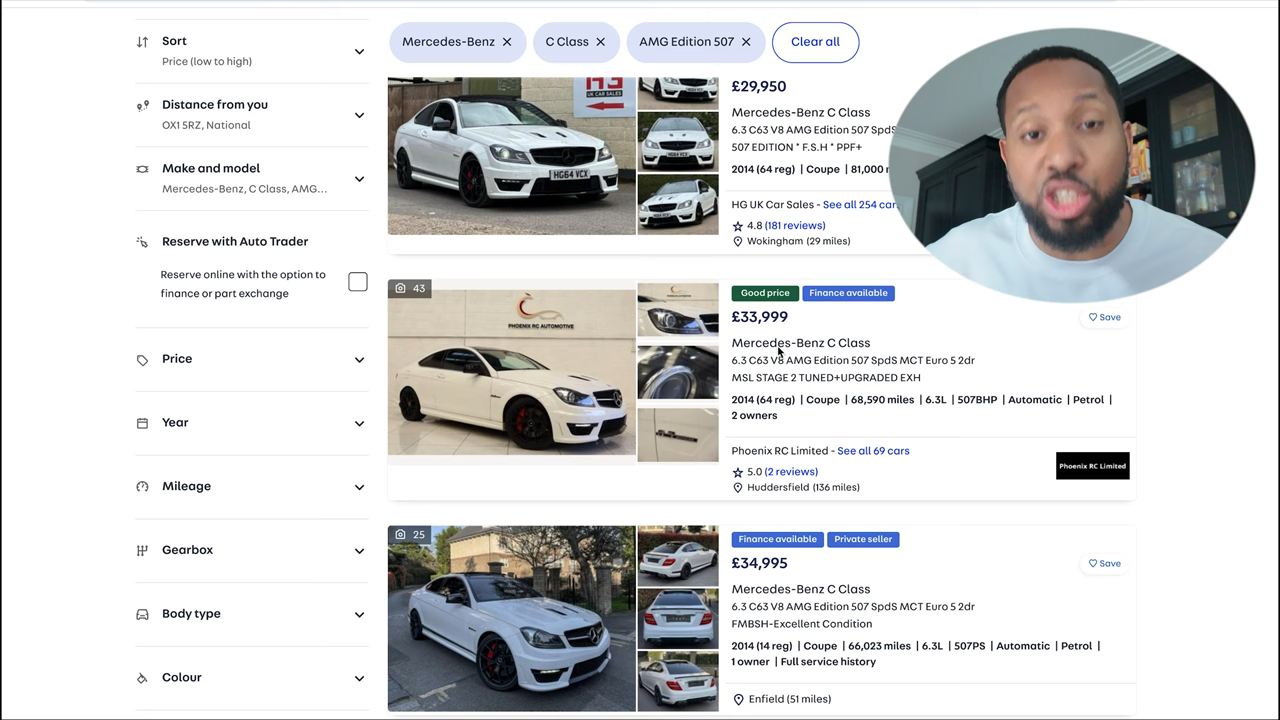 Sort
Price (low to high)
Distance from you
OX1 5RZ, National
Make and model
Mercedes-Benz, C Class, AMG...
Reserve with Auto Trader
Reserve online with the option to
finance or part exchange
Price
Year
Mileage
Gearbox
Body type
Colour
Mercedes-Benz
C Class
AMG Edition 507
Clear all
UK CAR SALES
HG64 VCX
£29,950
Mercedes-Benz C Class
6.3 C63 V8 AMG Edition 507 SpdS
507 EDITION * F.S.H * PPF+
2014 (64 reg) | Coupe | 81,000
HG UK Car Sales - See all 254 cars
4.8 (181 reviews)
Wokingham (29 miles)
43
PHOENIX RC AUTOMOTIVE
Good price
Finance available
£33,999
Save
Mercedes-Benz C Class
6.3 C63 V8 AMG Edition 507 SpdS MCT Euro 5 2dr
MSL STAGE 2 TUNED+UPGRADED EXH
2014 (64 reg) | Coupe | 68,590 miles | 6.3L | 507BHP | Automatic | Petrol |
2 owners
Phoenix RC Limited - See all 69 cars
5.0 (2 reviews)
Huddersfield (136 miles)
Phoenix RC Limited
25
Finance available
Private seller
£34,995
Save
Mercedes-Benz C Class
6.3 C63 V8 AMG Edition 507 SpdS MCT Euro 5 2dr
FMBSH-Excellent Condition
2014 (14 reg) | Coupe | 66,023 miles | 6.3L | 507PS | Automatic | Petrol |
1 owner | Full service history
Enfield (51 miles)